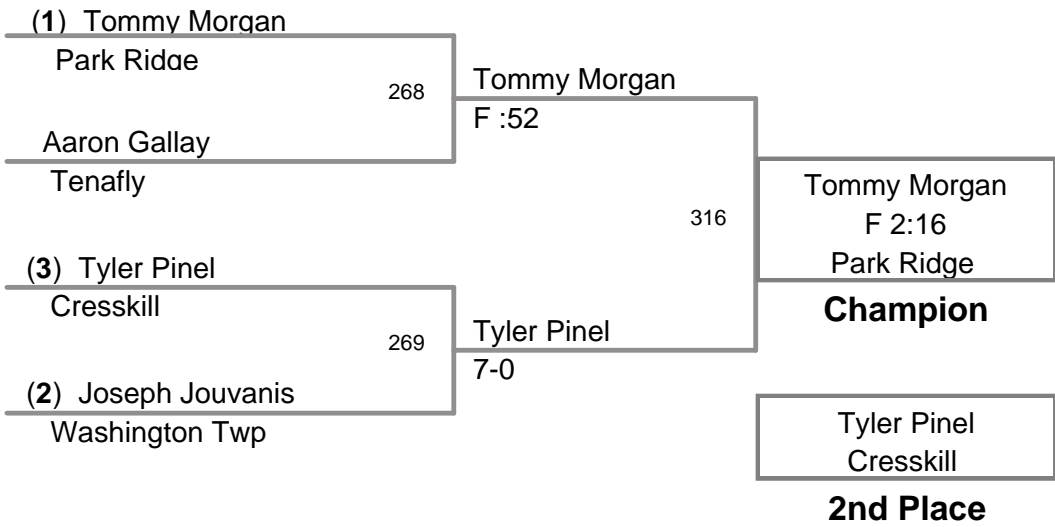 (1) Tommy Morgan
Park Ridge
268
Tommy Morgan
F :52
Aaron Gallay
Tenafly
316
Tommy Morgan
F 2:16
Park Ridge
Champion
(3) Tyler Pinel
Cresskill
269
Tyler Pinel
7-0
(2) Joseph Jouvanis
Washington Twp
Tyler Pinel
Cresskill
2nd Place